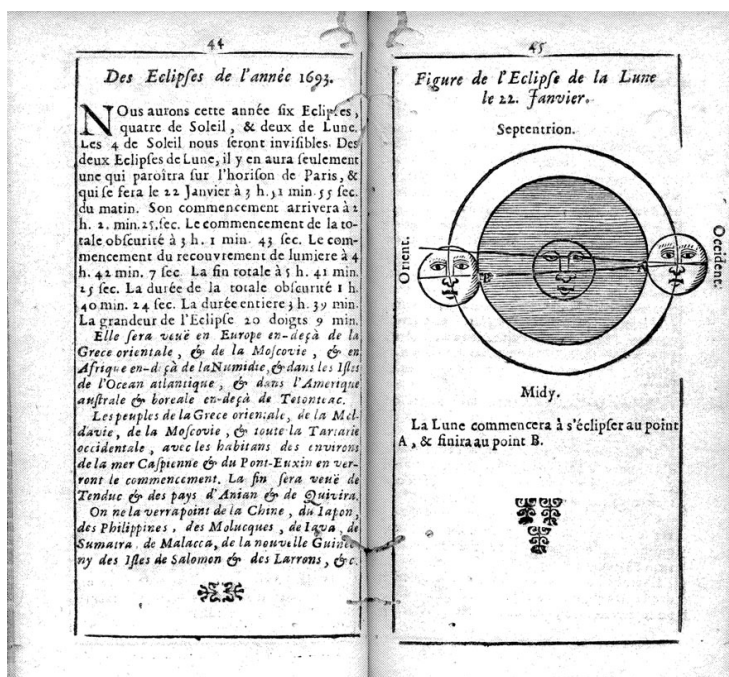 44
Des Eclipſes de l'année 1693.
NOus aurons cette année ſix Eclipſes,
quatre de Soleil, & deux de Lune.
Les 4 de Soleil nous ſeront inviſibles. Des
deux Eclipſes de Lune, il y en aura ſeulement
une qui paroîtra ſur l'horiſon de Paris, &
qui ſe fera le 22 Janvier à 3 h. 51 min. 55 ſec.
du matin. Son commencement arrivera à 2
h. 2. min. 25. ſec. Le commencement de la to-
tale obſcurité à 3 h. 1 min. 43 ſec. Le com-
mencement du recouvrement de lumiere à 4
h. 42 min. 7 ſec. La fin totale à 5 h. 41 min.
25 ſec. La durée de la totale obſcurité 1 h.
40 min. 24 ſec. La durée entiere 3 h. 39 min.
La grandeur de l'Eclipſe 20 doigts 9 min.
Elle ſera veuë en Europe en-deçà de la
Grece orientale, & de la Moſcovie, & en
Afrique en-deçà de la Numidie, & dans les Iſles
de l'Ocean atlantique, & dans l'Amerique
auſtrale & boreale en-deçà de Tetonteac.
Les peuples de la Grece orientale, de la Mol-
davie, de la Moſcovie, & toute la Tartarie
occidentale, avec les habitans des environs
de la mer Caſpienne & du Pont-Euxin en ver-
ront le commencement. La fin ſera veuë de
Tenduc & des pays d'Anian & de Quivira.
On ne la verra point de la Chine, du Iapon,
des Philippines, des Molucques, de Iava, de
Sumatra, de Malacca, de la nouvelle Guinée
ny des Iſles de Salomon & des Larrons, &c.
45
Figure de l'Eclipſe de la Lune
le 22. Janvier.
Septentrion.
Orient.
B
A
Occident.
Midy.
La Lune commencera à s'éclipſer au point
A, & finira au point B.